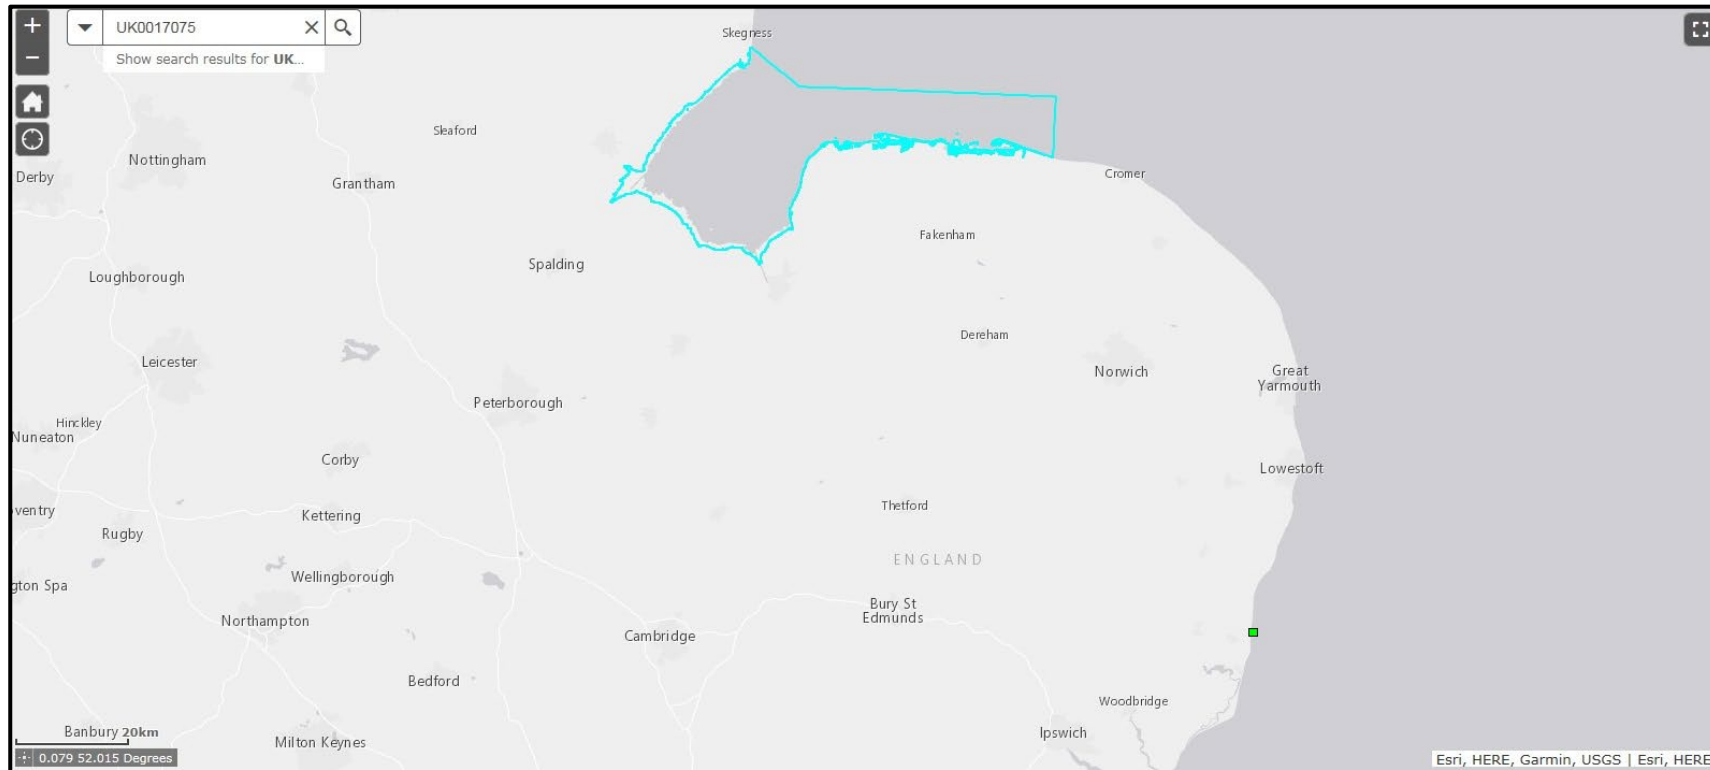 +
UK0017075
Show search results for UK...
−
Skegness
Sleaford
Nottingham
Derby
Grantham
Cromer
Fakenham
Spalding
Loughborough
Dereham
Leicester
Norwich
Great
Yarmouth
Peterborough
Hinckley
Nuneaton
Corby
Lowestoft
Thetford
ventry
Kettering
Rugby
ENGLAND
Wellingborough
gton Spa
Bury St
Edmunds
Northampton
Cambridge
Bedford
Woodbridge
Banbury 20km
Ipswich
Milton Keynes
0.079 52.015 Degrees
Esri, HERE, Garmin, USGS | Esri, HERE